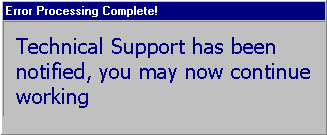 Error Processing Complete!
Technical Support has been
notified, you may now continue
working